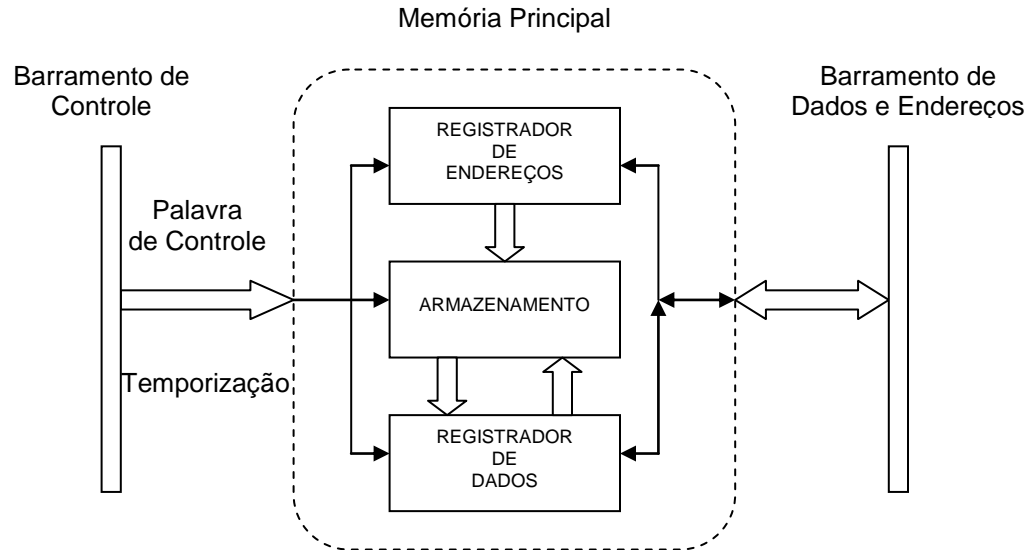 Memória Principal
Barramento de
Controle
Barramento de
Dados e Endereços
REGISTRADOR
DE
ENDEREÇOS
Palavra
de Controle
ARMAZENAMENTO
Temporização
REGISTRADOR
DE
DADOS